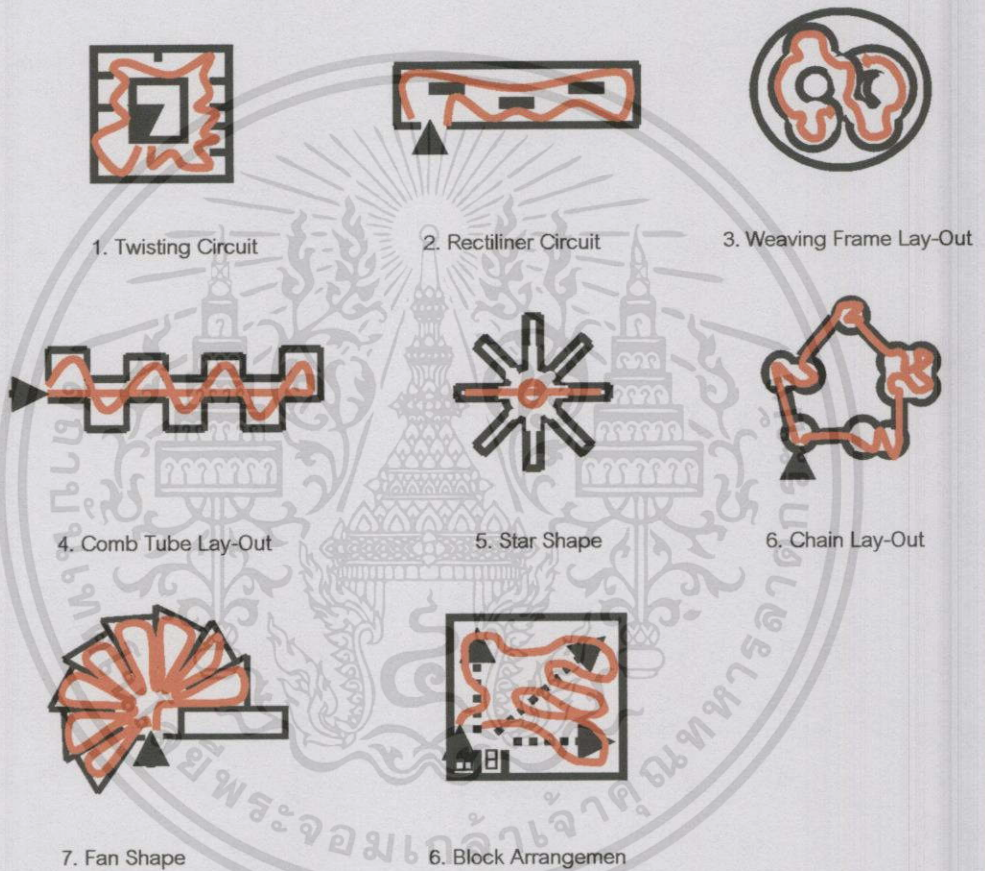 1. Twisting Circuit
2. Rectiliner Circuit
3. Weaving Frame Lay-Out
4. Comb Tube Lay-Out
5. Star Shape
6. Chain Lay-Out
7. Fan Shape
6. Block Arrangemen